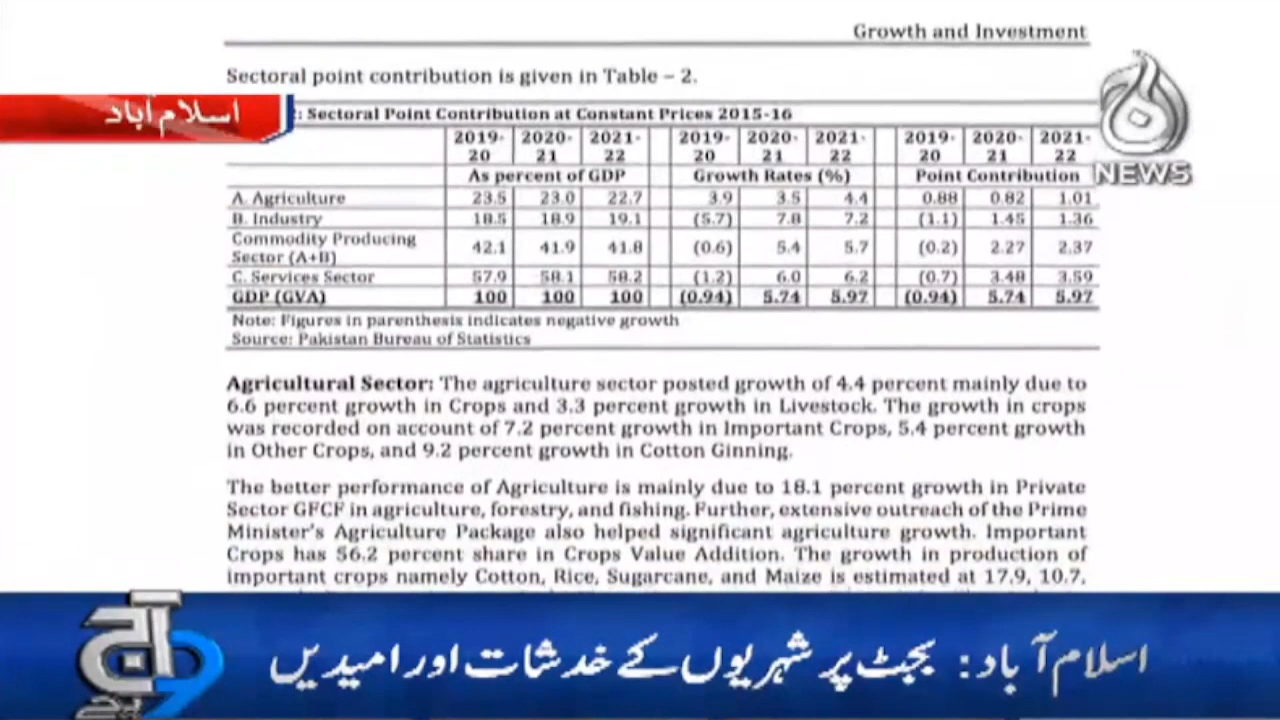 Growth and Investment
Sectoral point contribution is given in Table – 2.
اسلام آباد
: Sectoral Point Contribution at Constant Prices 2015-16
2019-20 2020-21 2021-22 2019-20 2020-21 2021-22 2019-20 2020-21 2021-22
As percent of GDP Growth Rates (%) Point Contribution
NEWS
A. Agriculture 23.5 23.0 22.7 3.9 3.5 4.4 0.88 0.82 1.01
B. Industry 18.5 18.9 19.1 (5.7) 7.8 7.2 (1.1) 1.45 1.36
Commodity Producing
Sector (A+B) 42.1 41.9 41.8 (0.6) 5.4 5.7 (0.2) 2.27 2.37
C. Services Sector 57.9 58.1 58.2 (1.2) 6.0 6.2 (0.7) 3.48 3.59
GDP (GVA) 100 100 100 (0.94) 5.74 5.97 (0.94) 5.74 5.97
Note: Figures in parenthesis indicates negative growth
Source: Pakistan Bureau of Statistics
Agricultural Sector: The agriculture sector posted growth of 4.4 percent mainly due to
6.6 percent growth in Crops and 3.3 percent growth in Livestock. The growth in crops
was recorded on account of 7.2 percent growth in Important Crops, 5.4 percent growth
in Other Crops, and 9.2 percent growth in Cotton Ginning.
The better performance of Agriculture is mainly due to 18.1 percent growth in Private
Sector GFCF in agriculture, forestry, and fishing. Further, extensive outreach of the Prime
Minister's Agriculture Package also helped significant agriculture growth. Important
Crops has 56.2 percent share in Crops Value Addition. The growth in production of
important crops namely Cotton, Rice, Sugarcane, and Maize is estimated at 17.9, 10.7,
اسلام آباد: بجٹ پر شہریوں کے خدشات اور امیدیں